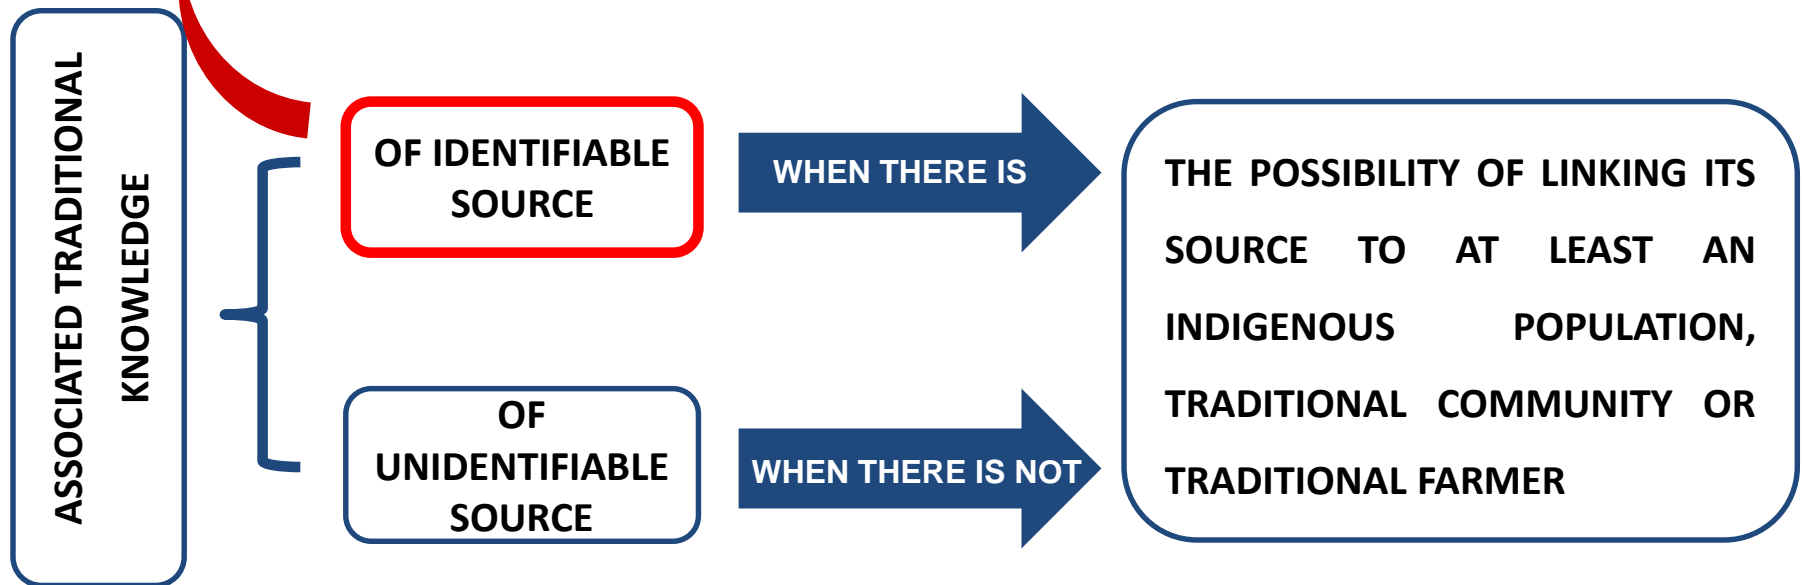 ASSOCIATED TRADITIONAL
KNOWLEDGE
OF IDENTIFIABLE
SOURCE
WHEN THERE IS
OF
UNIDENTIFIABLE
SOURCE
WHEN THERE IS NOT
THE POSSIBILITY OF LINKING ITS
SOURCE TO AT LEAST AN
INDIGENOUS POPULATION,
TRADITIONAL COMMUNITY OR
TRADITIONAL FARMER